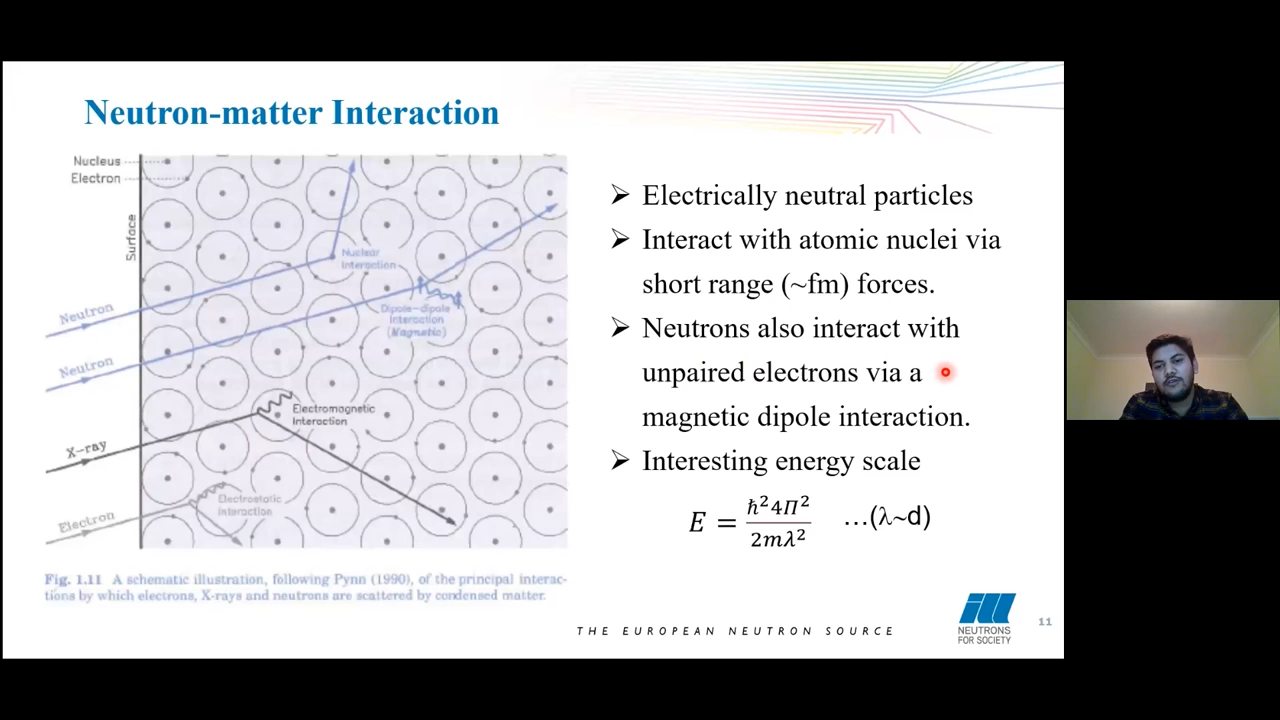 Neutron-matter Interaction
Nucleus
Electron
Surface
Nuclear
Interaction
Neutron
Dipole-dipole
Interaction
(Magnetic)
Neutron
Electromagnetic
Interaction
X-ray
Electrostatic
Interaction
Electron
Fig. 1.11 A schematic illustration, following Pynn (1990), of the principal interac-
tions by which electrons, X-rays and neutrons are scattered by condensed matter.
➢ Electrically neutral particles
➢ Interact with atomic nuclei via
short range (~fm) forces.
➢ Neutrons also interact with
unpaired electrons via a
magnetic dipole interaction.
➢ Interesting energy scale
E = ℏ²4Π² / 2mλ² …(λ~d)
THE EUROPEAN NEUTRON SOURCE
NEUTRONS
FOR SOCIETY
11